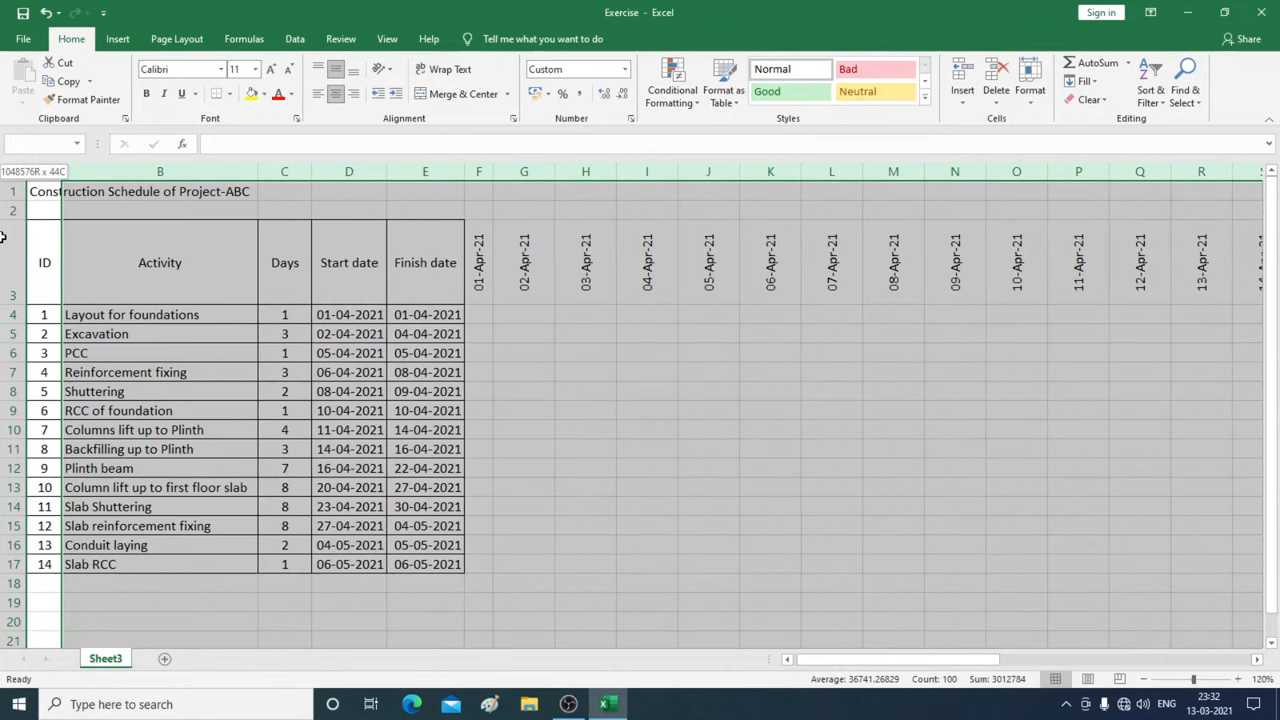 Exercise - Excel
Sign in
File Home Insert Page Layout Formulas Data Review View Help Tell me what you want to do Share
Paste
Cut
Copy
Format Painter
Clipboard
Calibri 11
B I U
Font
Wrap Text
Merge & Center
Alignment
Custom
%
Number
Conditional
Formatting
Format as
Table
Normal Bad
Good Neutral
Styles
Insert Delete Format
Cells
AutoSum
Fill
Clear
Sort &
Filter
Find &
Select
Editing
fx
1048576R x 44C
B C D E F G H I J K L M N O P Q R
1 Construction Schedule of Project-ABC
2
3 ID Activity Days Start date Finish date 01-Apr-21 02-Apr-21 03-Apr-21 04-Apr-21 05-Apr-21 06-Apr-21 07-Apr-21 08-Apr-21 09-Apr-21 10-Apr-21 11-Apr-21 12-Apr-21 13-Apr-21
4 1 Layout for foundations 1 01-04-2021 01-04-2021
5 2 Excavation 3 02-04-2021 04-04-2021
6 3 PCC 1 05-04-2021 05-04-2021
7 4 Reinforcement fixing 3 06-04-2021 08-04-2021
8 5 Shuttering 2 08-04-2021 09-04-2021
9 6 RCC of foundation 1 10-04-2021 10-04-2021
10 7 Columns lift up to Plinth 4 11-04-2021 14-04-2021
11 8 Backfilling up to Plinth 3 14-04-2021 16-04-2021
12 9 Plinth beam 7 16-04-2021 22-04-2021
13 10 Column lift up to first floor slab 8 20-04-2021 27-04-2021
14 11 Slab Shuttering 8 23-04-2021 30-04-2021
15 12 Slab reinforcement fixing 8 27-04-2021 04-05-2021
16 13 Conduit laying 2 04-05-2021 05-05-2021
17 14 Slab RCC 1 06-05-2021 06-05-2021
18
19
20
21
Sheet3
Ready Average: 36741.26829 Count: 100 Sum: 3012784 120%
Type here to search
ENG
23:32
13-03-2021